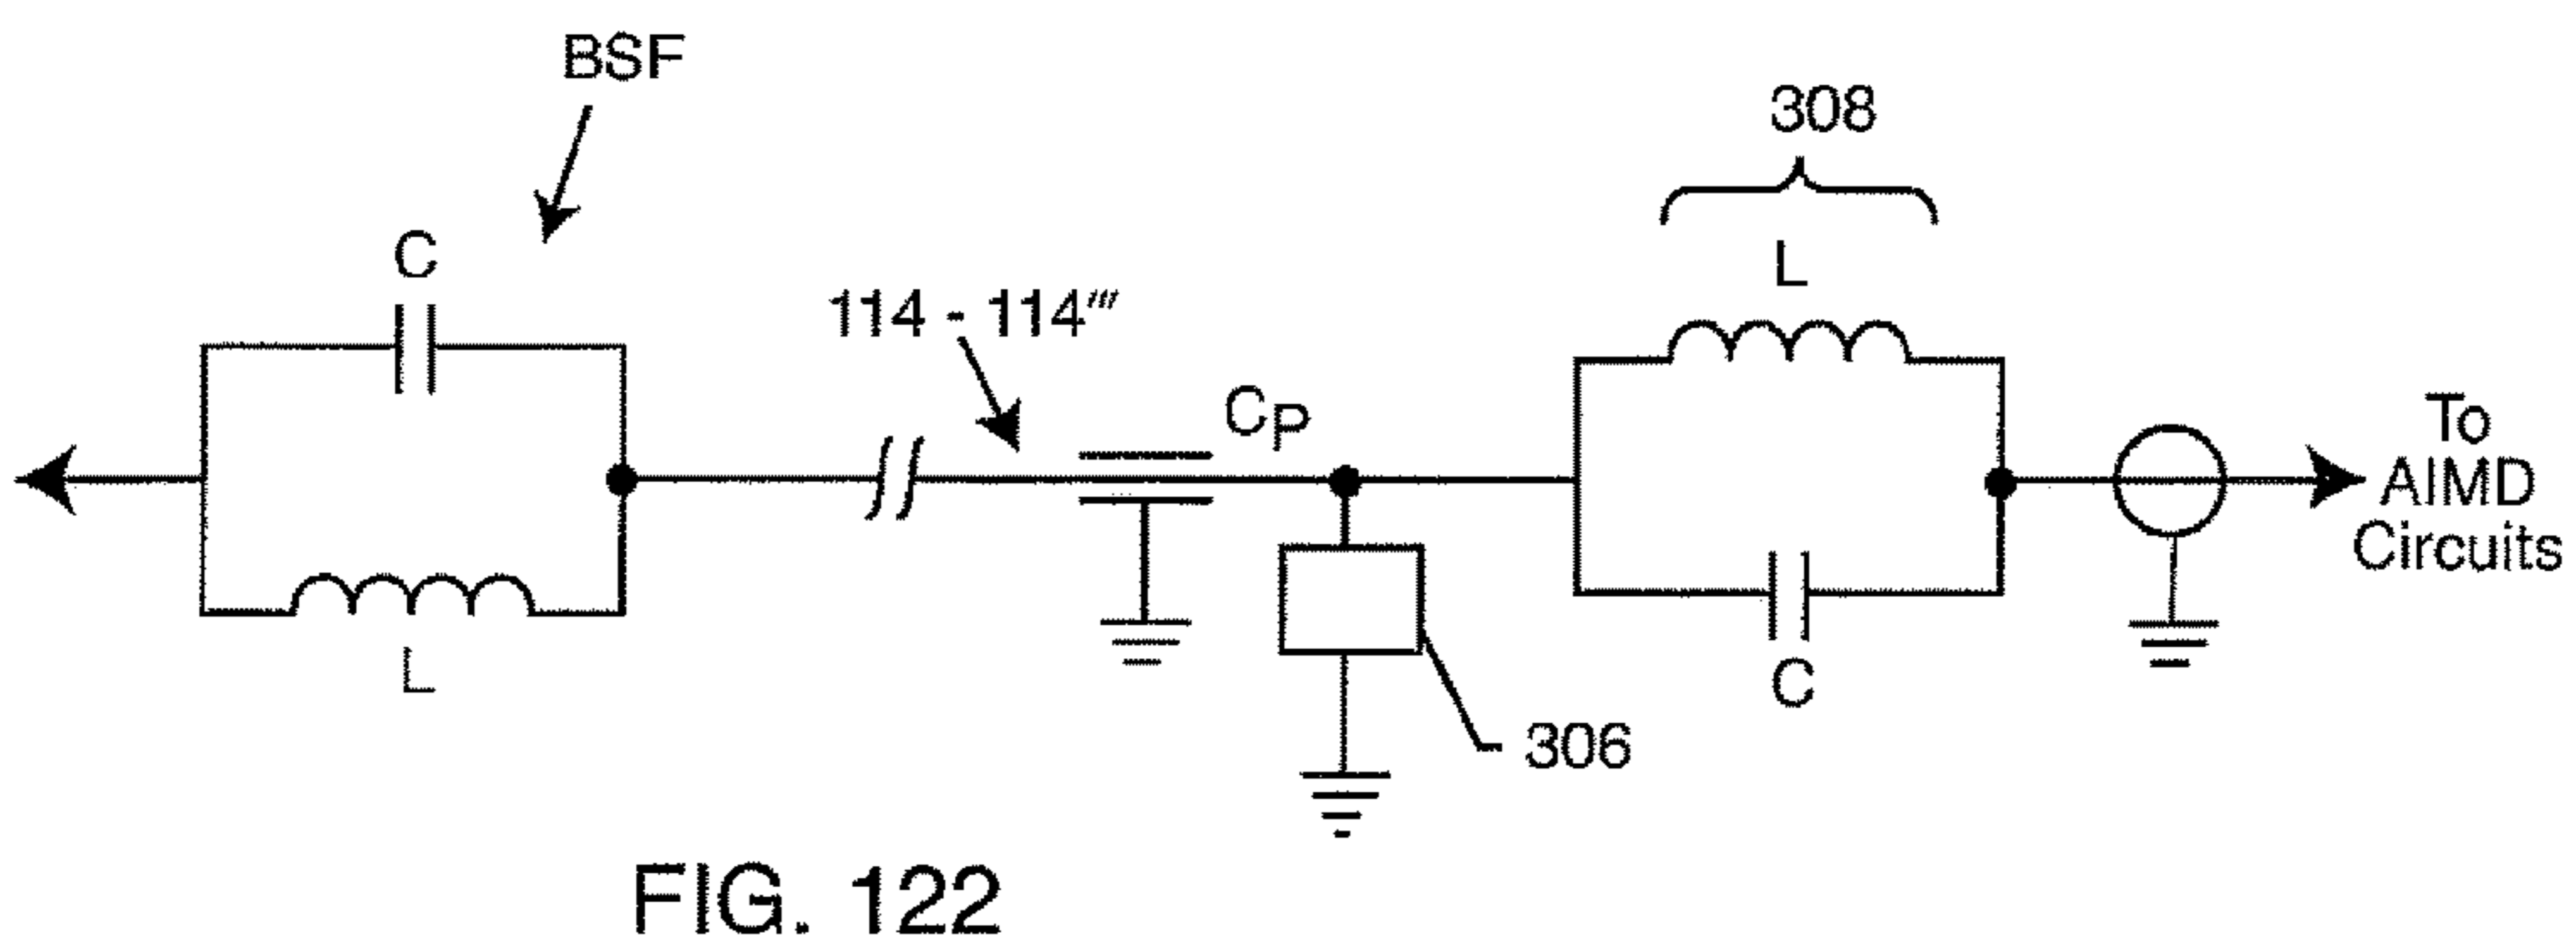 BSF
308
C
L
114 - 114‴
CP
To
AIMD
Circuits
L
C
306
FIG. 122